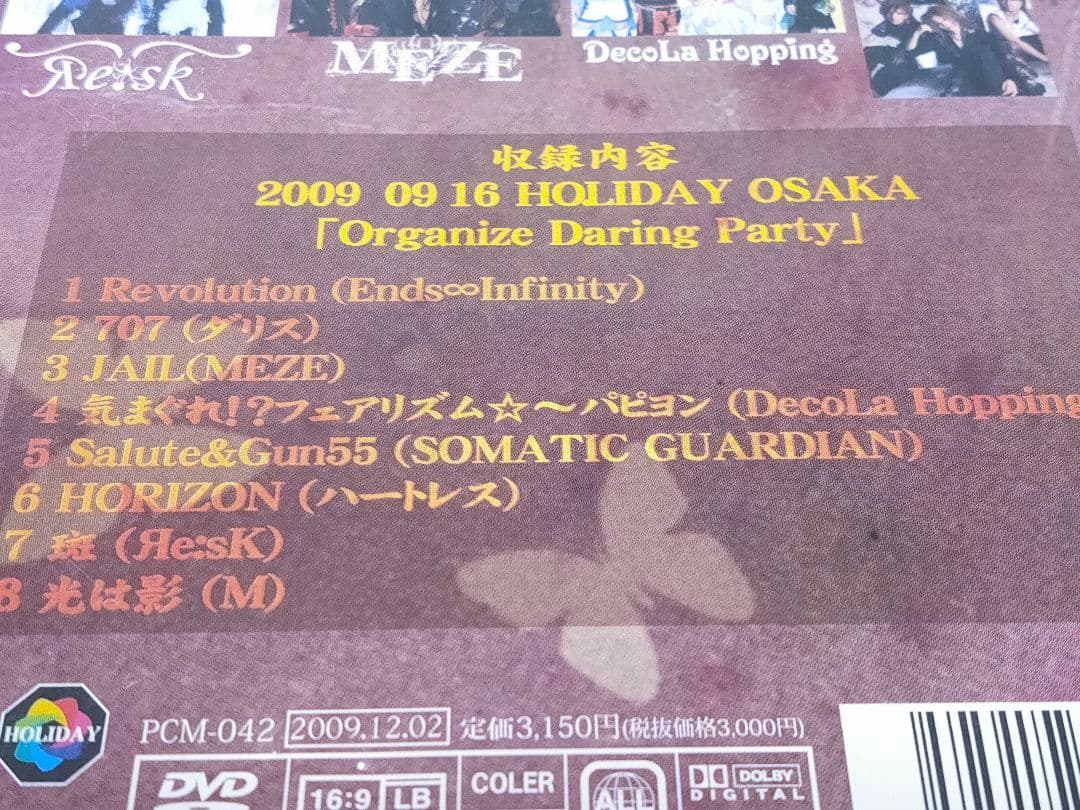 Яe:sk
MEZE
DecoLa Hopping
収録内容
2009 09 16 HOLIDAY OSAKA
「Organize Daring Party」
1 Revolution (Ends∞Infinity)
2 707 (ダリス)
3 JAIL(MEZE)
4 気まぐれ!?フェアリズム☆～パピヨン (DecoLa Hopping
5 Salute&Gun55 (SOMATIC GUARDIAN)
6 HORIZON (ハートレス)
7 斑 (Яe:sK)
8 光は影 (M)
HOLIDAY
PCM-042 2009.12.02 定価3,150円(税抜価格3,000円)
DVD
16:9 LB
COLER
ALL
DOLBY
DIGITAL